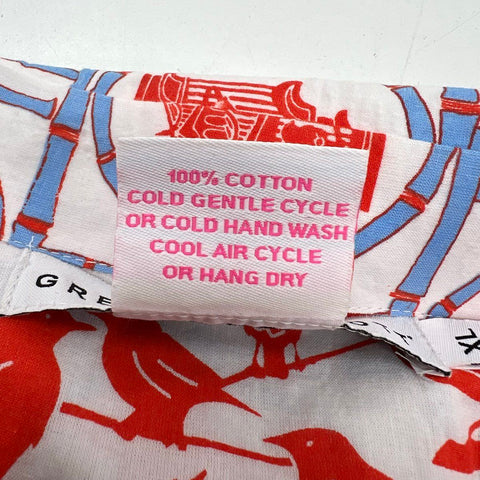 100% COTTON
COLD GENTLE CYCLE
OR COLD HAND WASH
COOL AIR CYCLE
OR HANG DRY